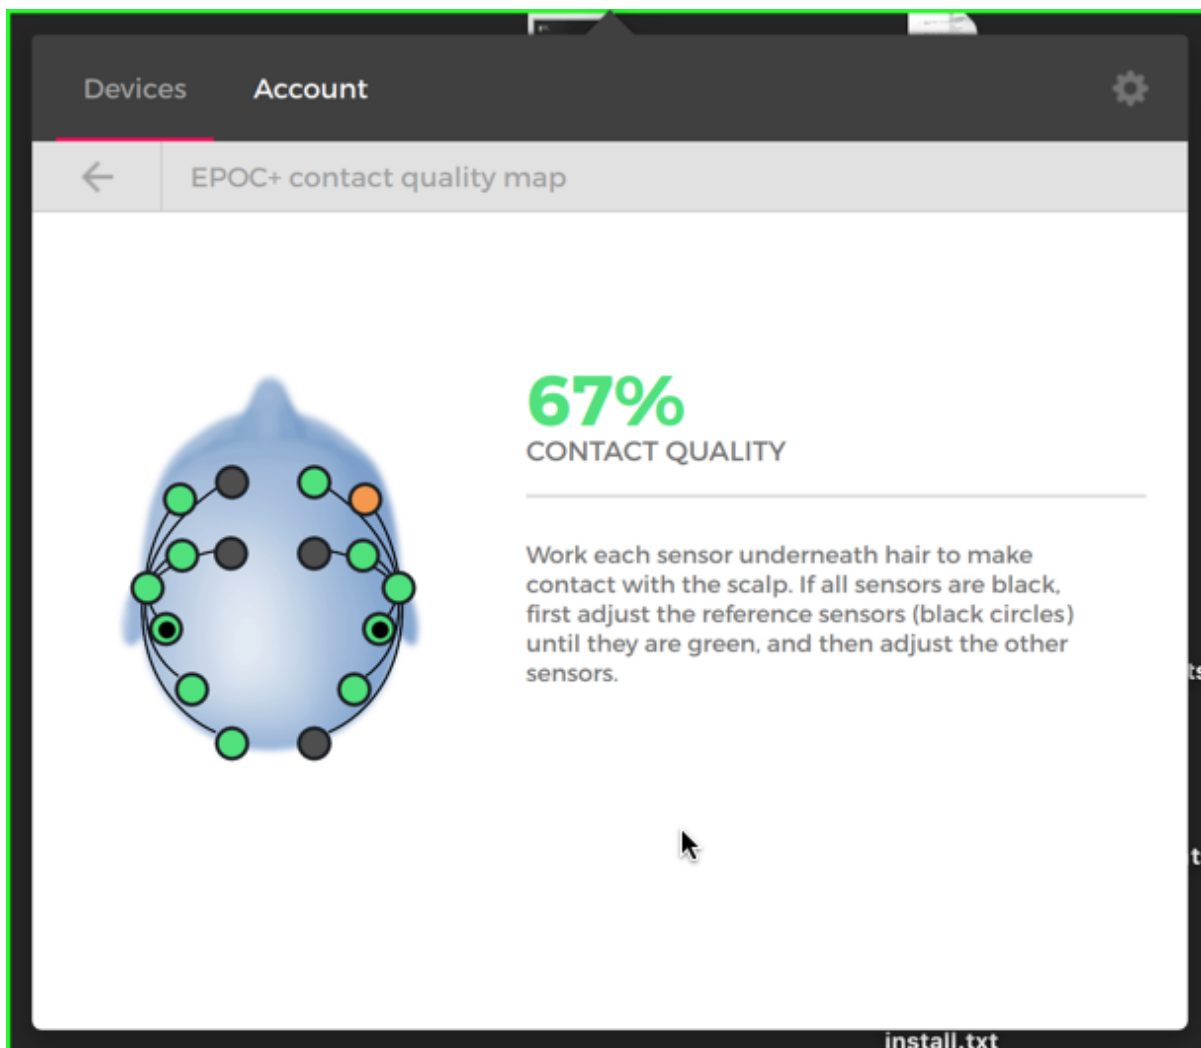 Devices
Account
EPOC+ contact quality map
67%
CONTACT QUALITY
Work each sensor underneath hair to make
contact with the scalp. If all sensors are black,
first adjust the reference sensors (black circles)
until they are green, and then adjust the other
sensors.
install.txt